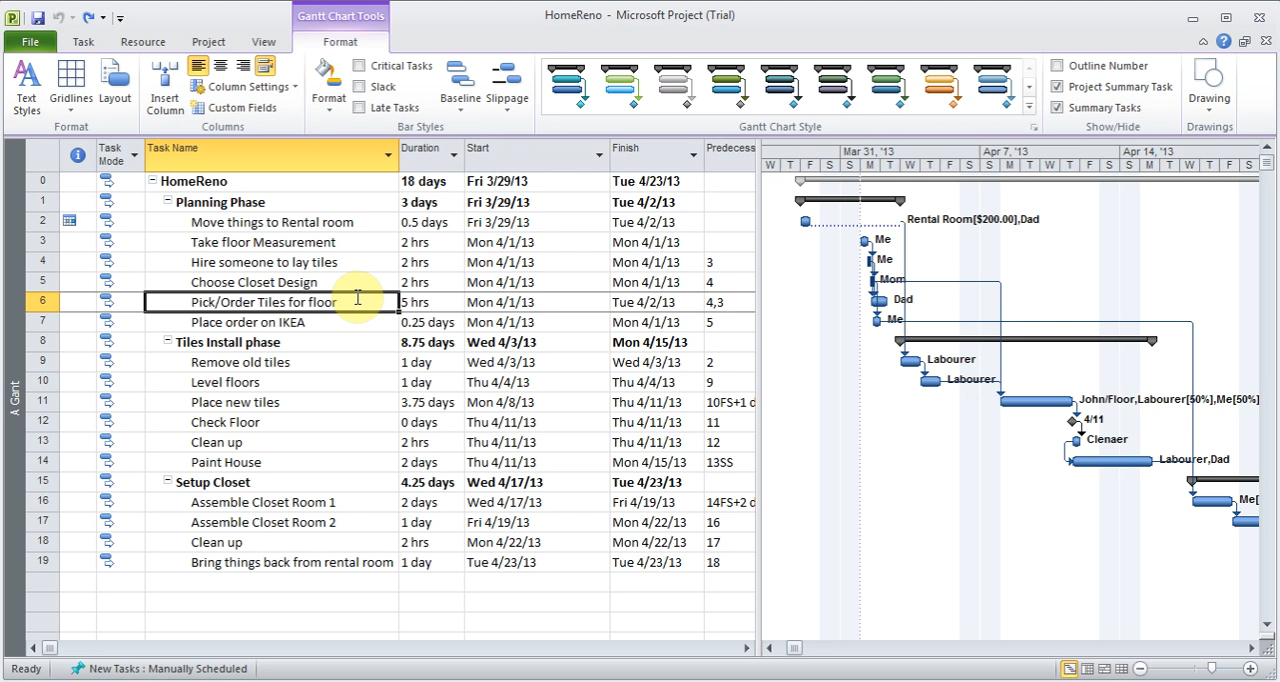 HomeReno - Microsoft Project (Trial)
Gantt Chart Tools
File Task Resource Project View Format
Text Styles
Gridlines
Layout
Format
Insert Column
Column Settings
Custom Fields
Columns
Format
Critical Tasks
Slack
Late Tasks
Baseline
Slippage
Bar Styles
Gantt Chart Style
Outline Number
Project Summary Task
Summary Tasks
Show/Hide
Drawing
Drawings
Task Mode Task Name Duration Start Finish Predecess
0 HomeReno 18 days Fri 3/29/13 Tue 4/23/13
1 Planning Phase 3 days Fri 3/29/13 Tue 4/2/13
2 Move things to Rental room 0.5 days Fri 3/29/13 Fri 3/29/13
3 Take floor Measurement 2 hrs Mon 4/1/13 Mon 4/1/13
4 Hire someone to lay tiles 2 hrs Mon 4/1/13 Mon 4/1/13 3
5 Choose Closet Design 2 hrs Mon 4/1/13 Mon 4/1/13 4
6 Pick/Order Tiles for floor 5 hrs Mon 4/1/13 Tue 4/2/13 4,3
7 Place order on IKEA 0.25 days Mon 4/1/13 Mon 4/1/13 5
8 Tiles Install phase 8.75 days Wed 4/3/13 Mon 4/15/13
9 Remove old tiles 1 day Wed 4/3/13 Wed 4/3/13 2
10 Level floors 1 day Thu 4/4/13 Thu 4/4/13 9
11 Place new tiles 3.75 days Mon 4/8/13 Thu 4/11/13 10FS+1 d
12 Check Floor 0 days Thu 4/11/13 Thu 4/11/13 11
13 Clean up 2 hrs Thu 4/11/13 Thu 4/11/13 12
14 Paint House 2 days Thu 4/11/13 Mon 4/15/13 13SS
15 Setup Closet 4.25 days Wed 4/17/13 Tue 4/23/13
16 Assemble Closet Room 1 2 days Wed 4/17/13 Fri 4/19/13 14FS+2 d
17 Assemble Closet Room 2 1 day Fri 4/19/13 Mon 4/22/13 16
18 Clean up 2 hrs Mon 4/22/13 Mon 4/22/13 17
19 Bring things back from rental room 1 day Tue 4/23/13 Tue 4/23/13 18
Mar 31, '13 Apr 7, '13 Apr 14, '13
W T F S S M T W T F S S M T W T F S S M T W T F S
Rental Room[$200.00],Dad
Me
Me
Mom
Dad
Me
Labourer
Labourer
John/Floor,Labourer[50%],Me[50%]
4/11
Clenaer
Labourer,Dad
Me[
A Gant
Ready New Tasks : Manually Scheduled